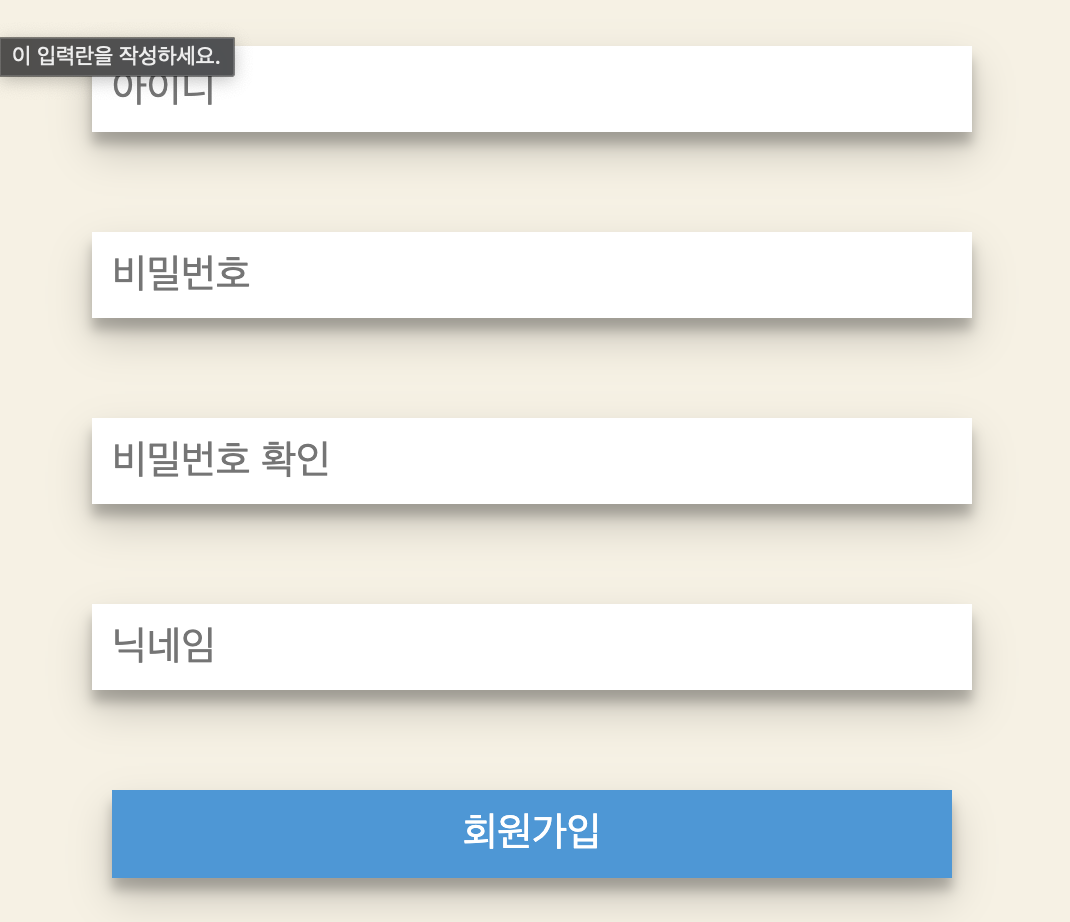 이 입력란을 작성하세요.
아이디
비밀번호
비밀번호 확인
닉네임
회원가입